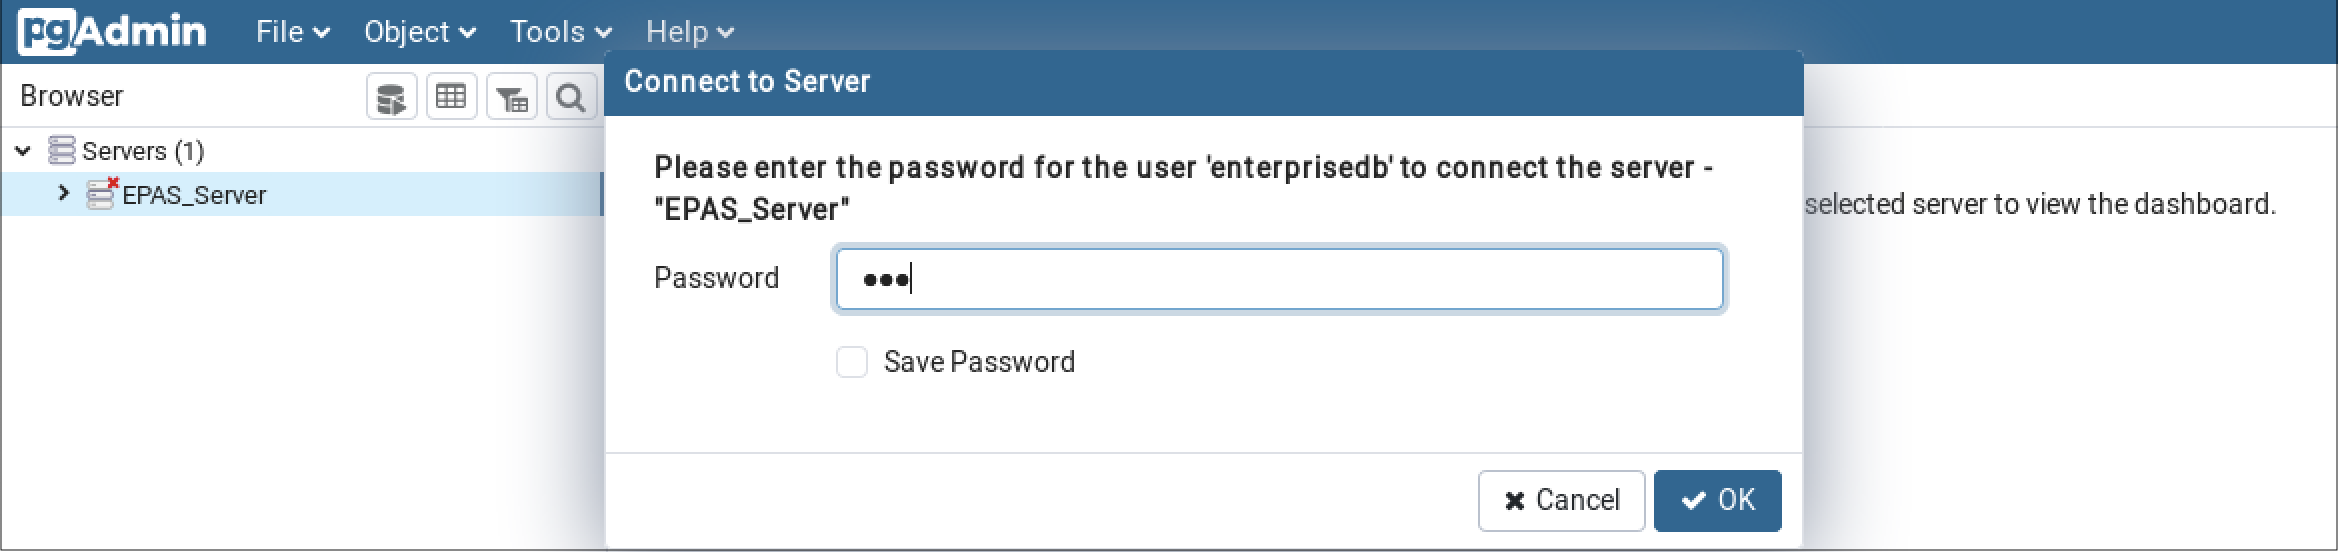 pgAdmin File Object Tools Help
Connect to Server
Browser
Servers (1)
EPAS_Server
Please enter the password for the user 'enterprisedb' to connect the server -
"EPAS_Server"
selected server to view the dashboard.
Password •••
Save Password
Cancel OK